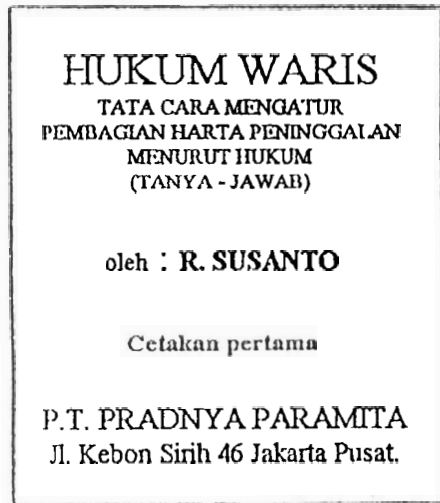 HUKUM WARIS
TATA CARA MENGATUR
PEMBAGIAN HARTA PENINGGALAN
MENURUT HUKUM
(TANYA - JAWAB)
oleh : R. SUSANTO
Cetakan pertama
P.T. PRADNYA PARAMITA
Jl. Kebon Sirih 46 Jakarta Pusat.